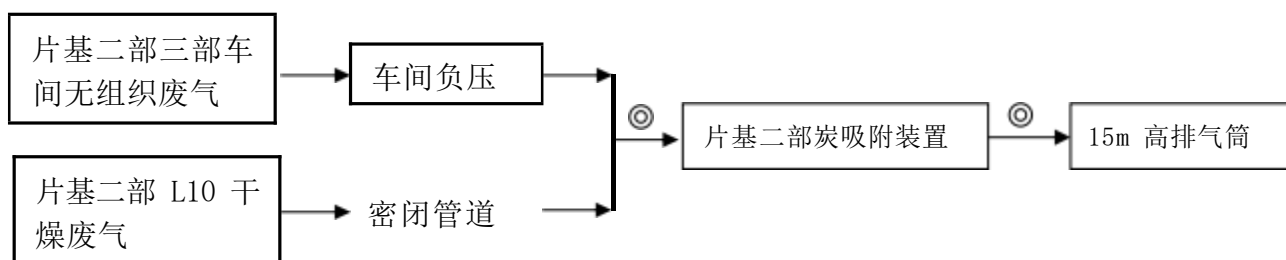 片基二部三部车
间无组织废气
车间负压
片基二部 L10 干
燥废气
密闭管道
◎
片基二部炭吸附装置
◎
15m 高排气筒